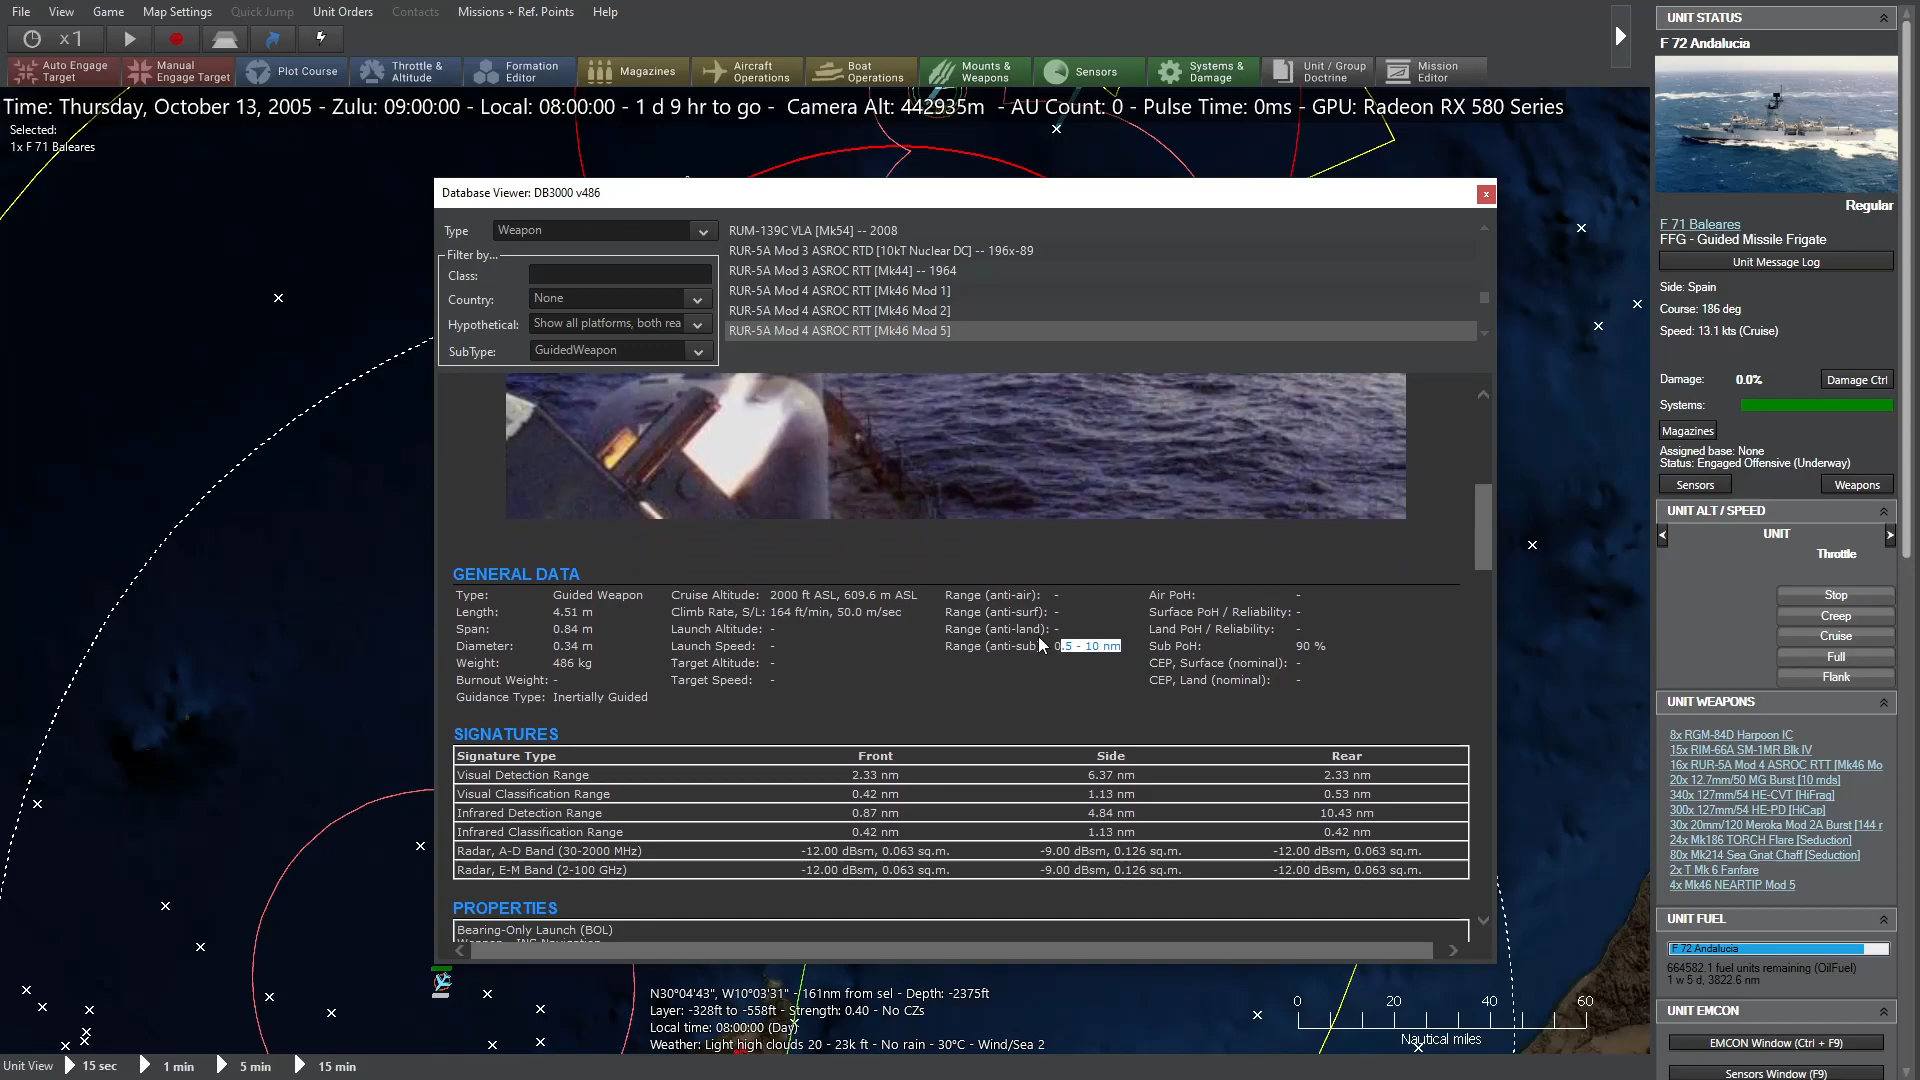 File View Game Map Settings Quick Jump Unit Orders Contacts Missions + Ref. Points Help
x1
Auto Engage Target
Manual Engage Target
Plot Course
Throttle & Altitude
Formation Editor
Magazines
Aircraft Operations
Boat Operations
Mounts & Weapons
Sensors
Systems & Damage
Unit / Group Doctrine
Mission Editor
Time: Thursday, October 13, 2005 - Zulu: 09:00:00 - Local: 08:00:00 - 1 d 9 hr to go - Camera Alt: 442935m - AU Count: 0 - Pulse Time: 0ms - GPU: Radeon RX 580 Series
Selected:
1x F 71 Baleares
Database Viewer: DB3000 v486
x
Type Weapon
Filter by...
Class:
Country: None
Hypothetical: Show all platforms, both rea
SubType: GuidedWeapon
RUM-139C VLA [Mk54] -- 2008
RUR-5A Mod 3 ASROC RTD [10kT Nuclear DC] -- 196x-89
RUR-5A Mod 3 ASROC RTT [Mk44] -- 1964
RUR-5A Mod 4 ASROC RTT [Mk46 Mod 1]
RUR-5A Mod 4 ASROC RTT [Mk46 Mod 2]
RUR-5A Mod 4 ASROC RTT [Mk46 Mod 5]
GENERAL DATA
Type: Guided Weapon Cruise Altitude: 2000 ft ASL, 609.6 m ASL Range (anti-air): - Air PoH: -
Length: 4.51 m Climb Rate, S/L: 164 ft/min, 50.0 m/sec Range (anti-surf): - Surface PoH / Reliability: -
Span: 0.84 m Launch Altitude: - Range (anti-land): - Land PoH / Reliability: -
Diameter: 0.34 m Launch Speed: - Range (anti-sub 0.5 - 10 nm Sub PoH: 90 %
Weight: 486 kg Target Altitude: - CEP, Surface (nominal): -
Burnout Weight: - Target Speed: - CEP, Land (nominal): -
Guidance Type: Inertially Guided
SIGNATURES
Signature Type Front Side Rear
Visual Detection Range 2.33 nm 6.37 nm 2.33 nm
Visual Classification Range 0.42 nm 1.13 nm 0.53 nm
Infrared Detection Range 0.87 nm 4.84 nm 10.43 nm
Infrared Classification Range 0.42 nm 1.13 nm 0.42 nm
Radar, A-D Band (30-2000 MHz) -12.00 dBsm, 0.063 sq.m. -9.00 dBsm, 0.126 sq.m. -12.00 dBsm, 0.063 sq.m.
Radar, E-M Band (2-100 GHz) -12.00 dBsm, 0.063 sq.m. -9.00 dBsm, 0.126 sq.m. -12.00 dBsm, 0.063 sq.m.
PROPERTIES
Bearing-Only Launch (BOL)
N30°04'43", W10°03'31" - 161nm from sel - Depth: -2375ft
Layer: -328ft to -558ft - Strength: 0.40 - No CZs
Local time: 08:00:00 (Day)
Weather: Light high clouds 20 - 23k ft - No rain - 30°C - Wind/Sea 2
0 20 40 60
Nautical miles
Unit View 15 sec 1 min 5 min 15 min
UNIT STATUS
F 72 Andalucia
Regular
F 71 Baleares
FFG - Guided Missile Frigate
Unit Message Log
Side: Spain
Course: 186 deg
Speed: 13.1 kts (Cruise)
Damage: 0.0% Damage Ctrl
Systems:
Magazines
Assigned base: None
Status: Engaged Offensive (Underway)
Sensors Weapons
UNIT ALT / SPEED
UNIT
Throttle
Stop
Creep
Cruise
Full
Flank
UNIT WEAPONS
8x RGM-84D Harpoon IC
15x RIM-66A SM-1MR Blk IV
16x RUR-5A Mod 4 ASROC RTT [Mk46 Mo
20x 12.7mm/50 MG Burst [10 rnds]
340x 127mm/54 HE-CVT [HiFrag]
300x 127mm/54 HE-PD [HiCap]
30x 20mm/120 Meroka Mod 2A Burst [144 r
24x Mk186 TORCH Flare [Seduction]
80x Mk214 Sea Gnat Chaff [Seduction]
2x T Mk 6 Fanfare
4x Mk46 NEARTIP Mod 5
UNIT FUEL
F 72 Andalucia
664582.1 fuel units remaining (OilFuel)
1 w 5 d, 3822.6 nm
UNIT EMCON
EMCON Window (Ctrl + F9)
Sensors Window (F9)